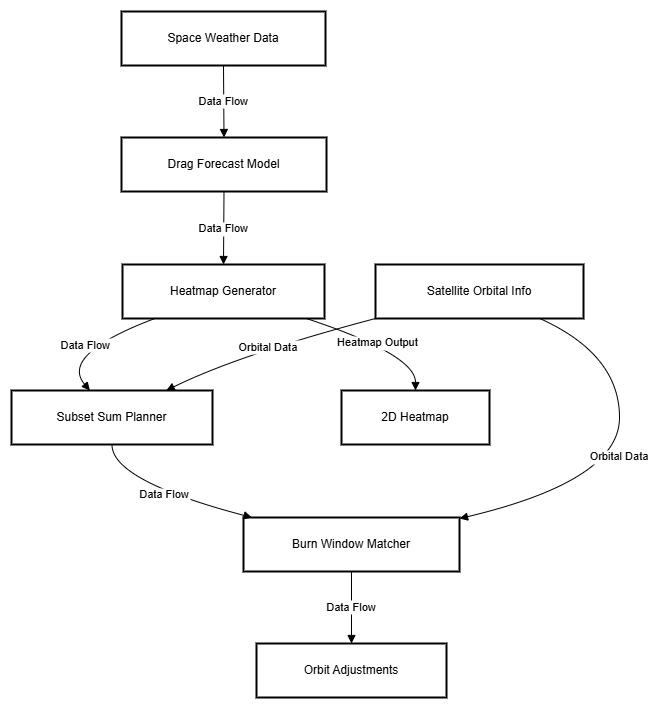 Space Weather Data
Data Flow
Drag Forecast Model
Data Flow
Heatmap Generator
Satellite Orbital Info
Data Flow
Orbital Data
Heatmap Output
Subset Sum Planner
2D Heatmap
Orbital Data
Data Flow
Burn Window Matcher
Data Flow
Orbit Adjustments